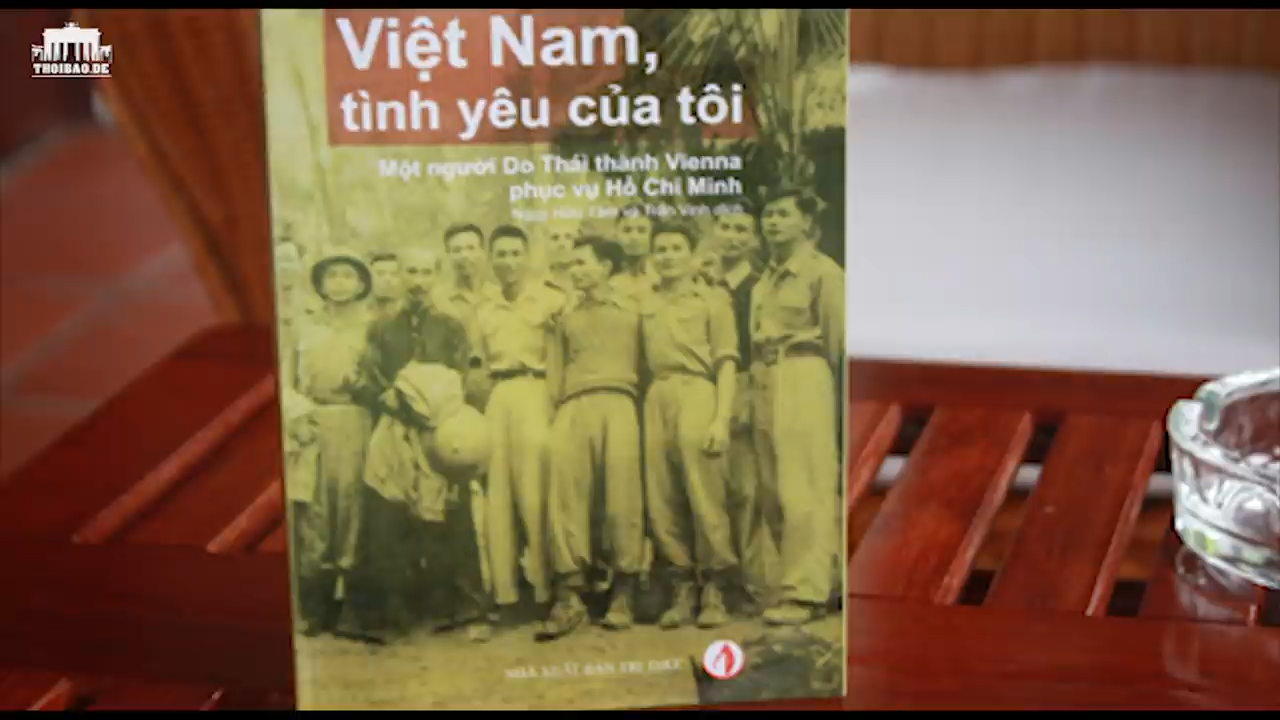 THOIBAO.DE
Việt Nam,
tình yêu của tôi
Một người Do Thái thành Vienna
phục vụ Hồ Chí Minh
NHÀ XUẤT BẢN TRI THỨC